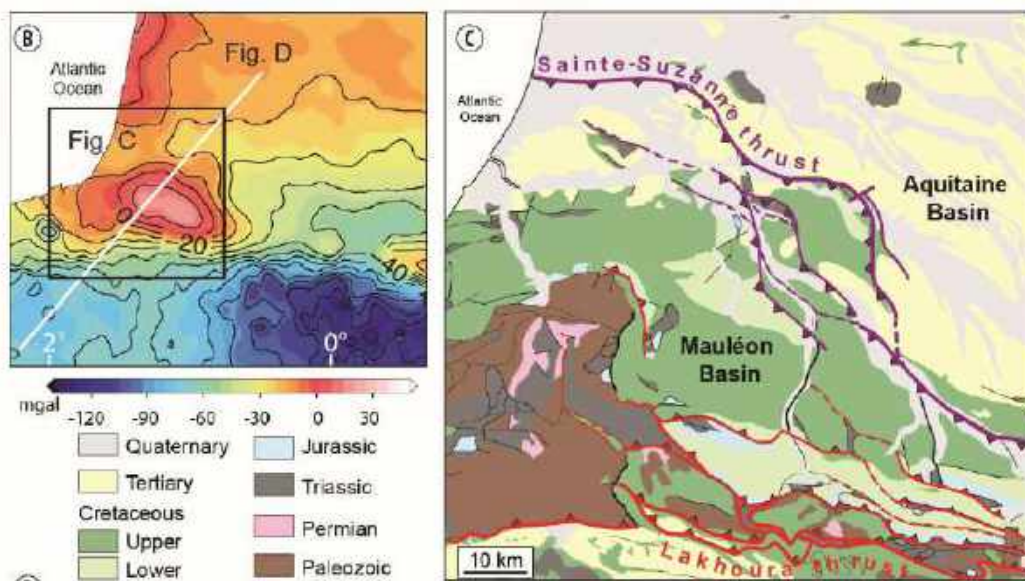 B
Atlantic
Ocean
Fig. D
Fig. C
0
20
40
2°
0°
mgal
-120 -90 -60 -30 0 30
Quaternary
Tertiary
Cretaceous
Upper
Lower
Jurassic
Triassic
Permian
Paleozoic
C
Sainte-Suzanne thrust
Atlantic
Ocean
Aquitaine
Basin
Mauléon
Basin
10 km
Lakhoura thrust